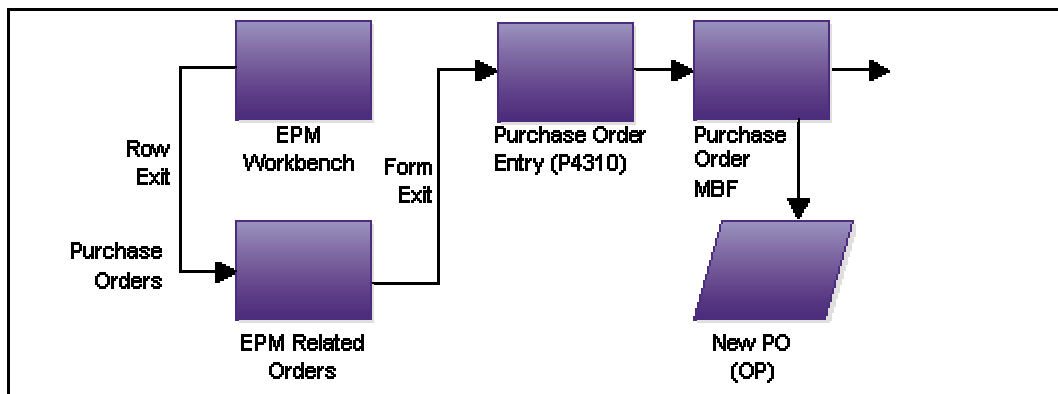 EPM
Workbench
Row
Exit
Purchase
Orders
EPM Related
Orders
Form
Exit
Purchase Order
Entry (P4310)
Purchase
Order
MBF
New PO
(OP)